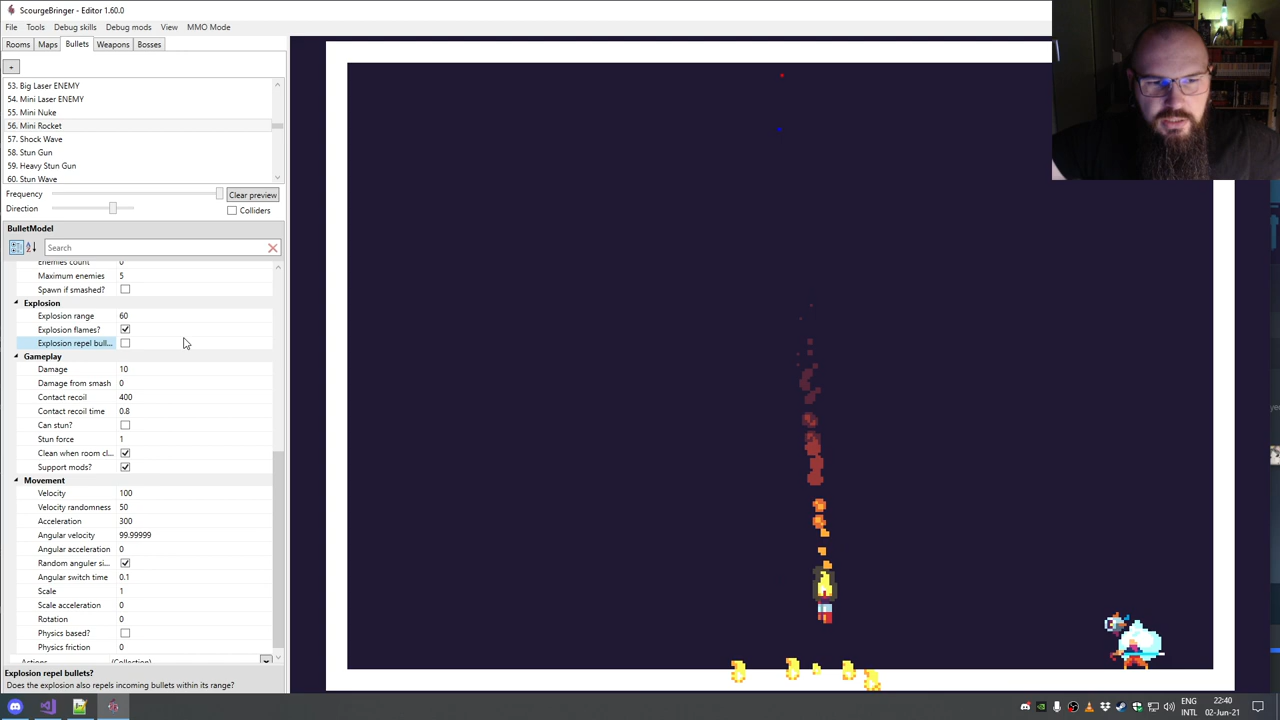 ScourgeBringer - Editor 1.60.0
File Tools Debug skills Debug mods View MMO Mode
Rooms Maps Bullets Weapons Bosses
+
53. Big Laser ENEMY
54. Mini Laser ENEMY
55. Mini Nuke
56. Mini Rocket
57. Shock Wave
58. Stun Gun
59. Heavy Stun Gun
60. Stun Wave
Frequency Clear preview
Direction Colliders
BulletModel
Search
Enemies count 0
Maximum enemies 5
Spawn if smashed?
Explosion
Explosion range 60
Explosion flames?
Explosion repel bull...
Gameplay
Damage 10
Damage from smash 0
Contact recoil 400
Contact recoil time 0.8
Can stun?
Stun force 1
Clean when room cl...
Support mods?
Movement
Velocity 100
Velocity randomness 50
Acceleration 300
Angular velocity 99.99999
Angular acceleration 0
Random anguler si...
Angular switch time 0.1
Scale 1
Scale acceleration 0
Rotation 0
Physics based?
Physics friction 0
Actions (Collection)
Explosion repel bullets?
Does the explosion also repels incoming bullets within its range?
ENG 22:40
INTL 02-Jun-21